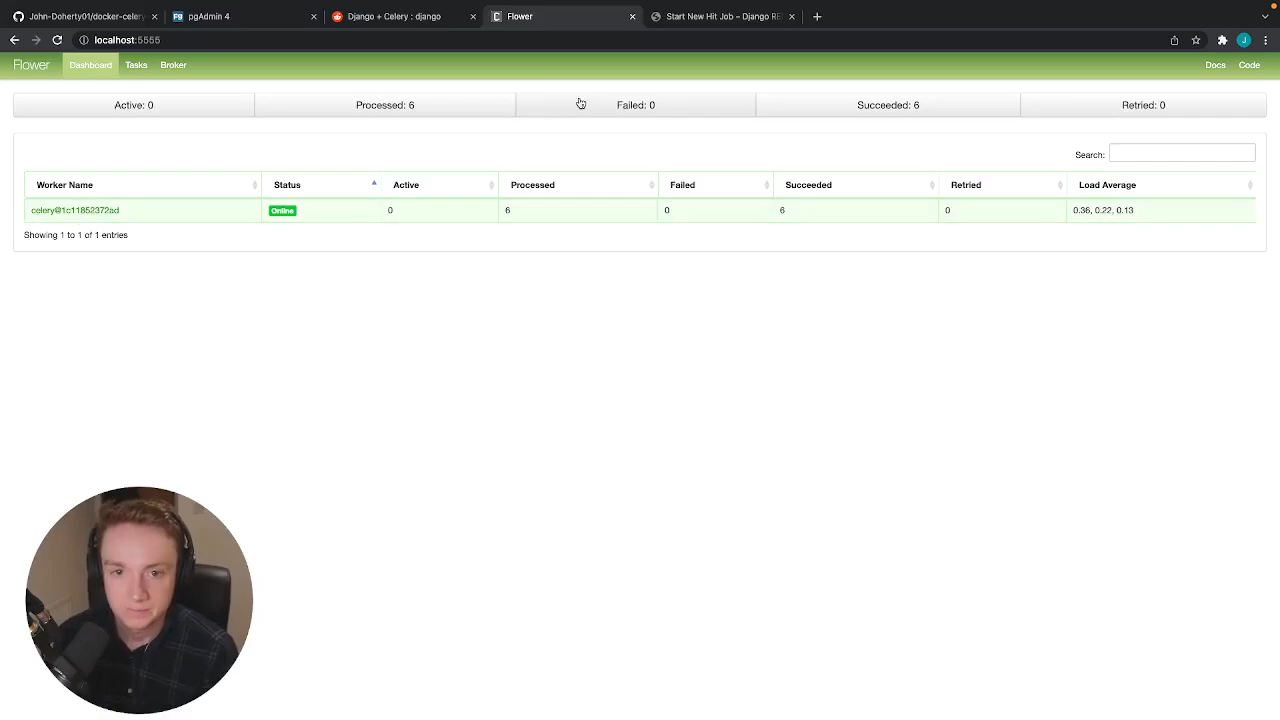 John-Doherty01/docker-celery
pgAdmin 4
Django + Celery : django
Flower
Start New Hit Job – Django RE
localhost:5555
J
Flower
Dashboard
Tasks
Broker
Docs
Code
Active: 0
Processed: 6
Failed: 0
Succeeded: 6
Retried: 0
Search:
Worker Name Status Active Processed Failed Succeeded Retried Load Average
celery@1c11852372ad Online 0 6 0 6 0 0.36, 0.22, 0.13
Showing 1 to 1 of 1 entries